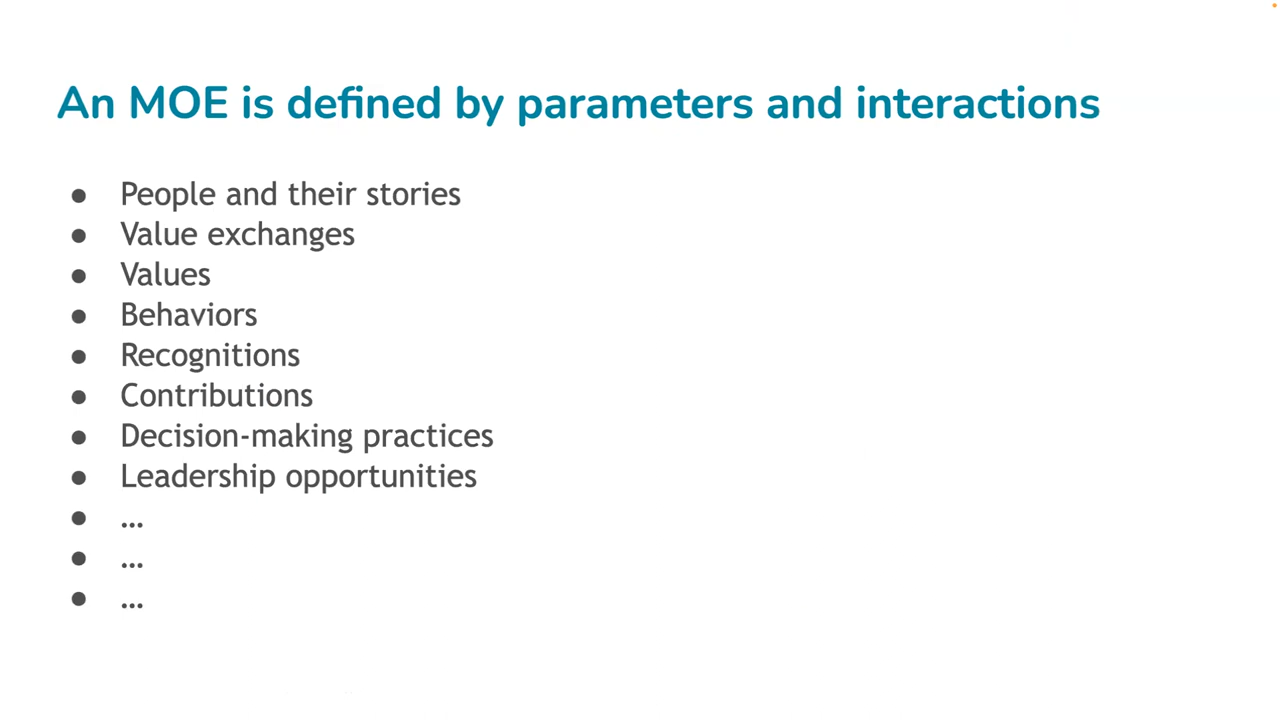 An MOE is defined by parameters and interactions
● People and their stories
● Value exchanges
● Values
● Behaviors
● Recognitions
● Contributions
● Decision-making practices
● Leadership opportunities
● …
● …
● …